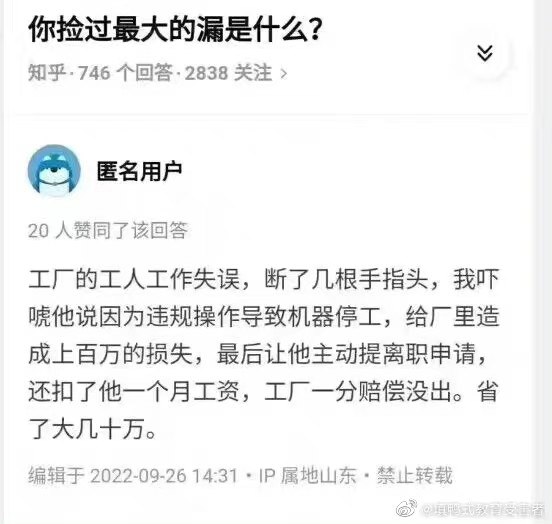 你捡过最大的漏是什么？
知乎·746 个回答·2838 关注 >
匿名用户
20 人赞同了该回答
工厂的工人工作失误，断了几根手指头，我吓
唬他说因为违规操作导致机器停工，给厂里造
成上百万的损失，最后让他主动提离职申请，
还扣了他一个月工资，工厂一分赔偿没出。省
了大几十万。
编辑于 2022-09-26 14:31・IP 属地山东・禁止转载